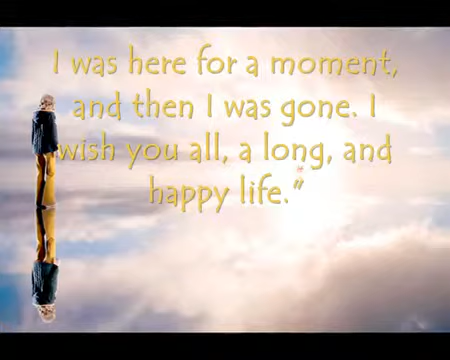 I was here for a moment,
and then I was gone. I
wish you all, a long, and
happy life."